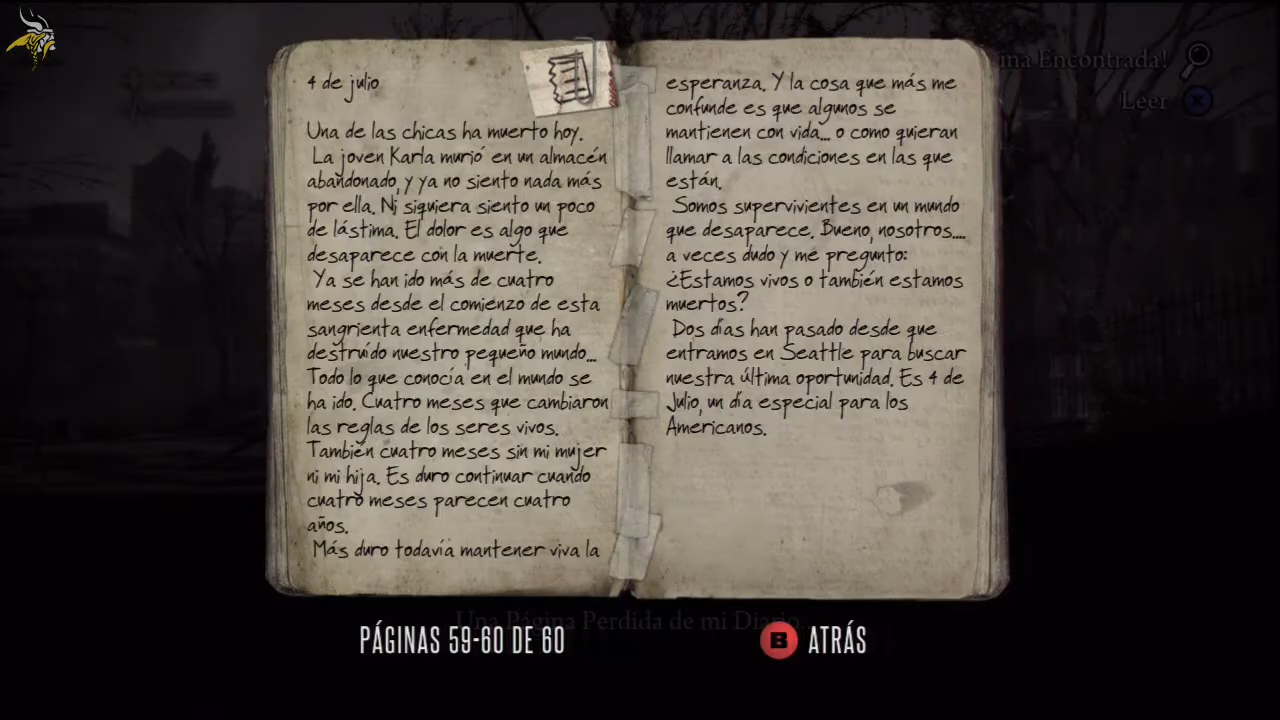 4 de julio
Una de las chicas ha muerto hoy.
La joven Karla murió en un almacén
abandonado, y ya no siento nada más
por ella. Ni siquiera siento un poco
de lástima. El dolor es algo que
desaparece con la muerte.
Ya se han ido más de cuatro
meses desde el comienzo de esta
sangrienta enfermedad que ha
destruído nuestro pequeño mundo...
Todo lo que conocía en el mundo se
ha ido. Cuatro meses que cambiaron
las reglas de los seres vivos.
También cuatro meses sin mi mujer
ni mi hija. Es duro continuar cuando
cuatro meses parecen cuatro
años.
Más duro todavía mantener viva la
esperanza. Y la cosa que más me
confunde es que algunos se
mantienen con vida... o como quieran
llamar a las condiciones en las que
están.
Somos supervivientes en un mundo
que desaparece. Bueno, nosotros....
a veces dudo y me pregunto:
¿Estamos vivos o también estamos
muertos?
Dos días han pasado desde que
entramos en Seattle para buscar
nuestra última oportunidad. Es 4 de
Julio, un día especial para los
Americanos.
Encontrada!
Leer X
Una Página Perdida de mi Diario...
PÁGINAS 59-60 DE 60
B ATRÁS